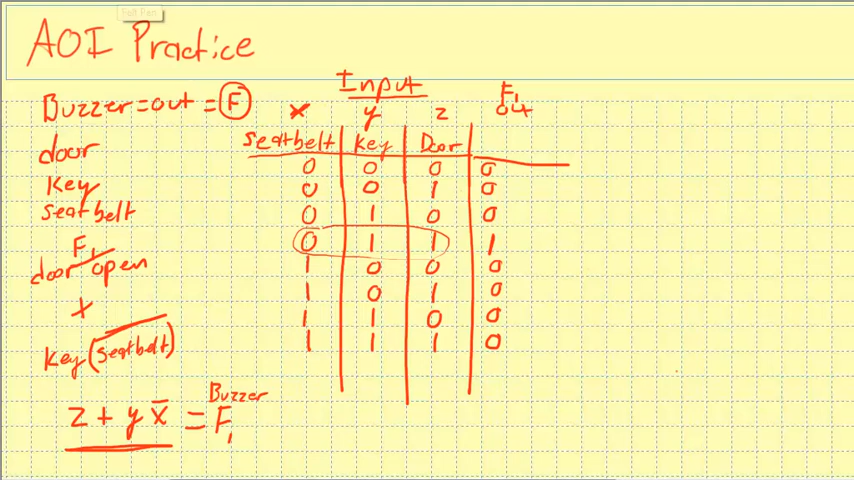 Full Pen
AOI Practice
Buzzer = out = F
door
Key
seatbelt
F₁
door open
+
key (seatbelt)
z + y x̅ = F₁
Buzzer
Input
x y z F₁ out
Seatbelt Key Door
0 0 0 0
0 0 1 0
0 1 0 0
0 1 1 1
1 0 0 0
1 0 1 0
1 1 0 0
1 1 1 0